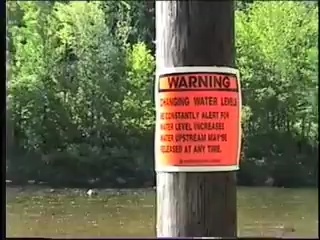 WARNING
CHANGING WATER LEVELS
BE CONSTANTLY ALERT FOR
WATER LEVEL INCREASES
WATER UPSTREAM MAY BE
RELEASED AT ANY TIME.